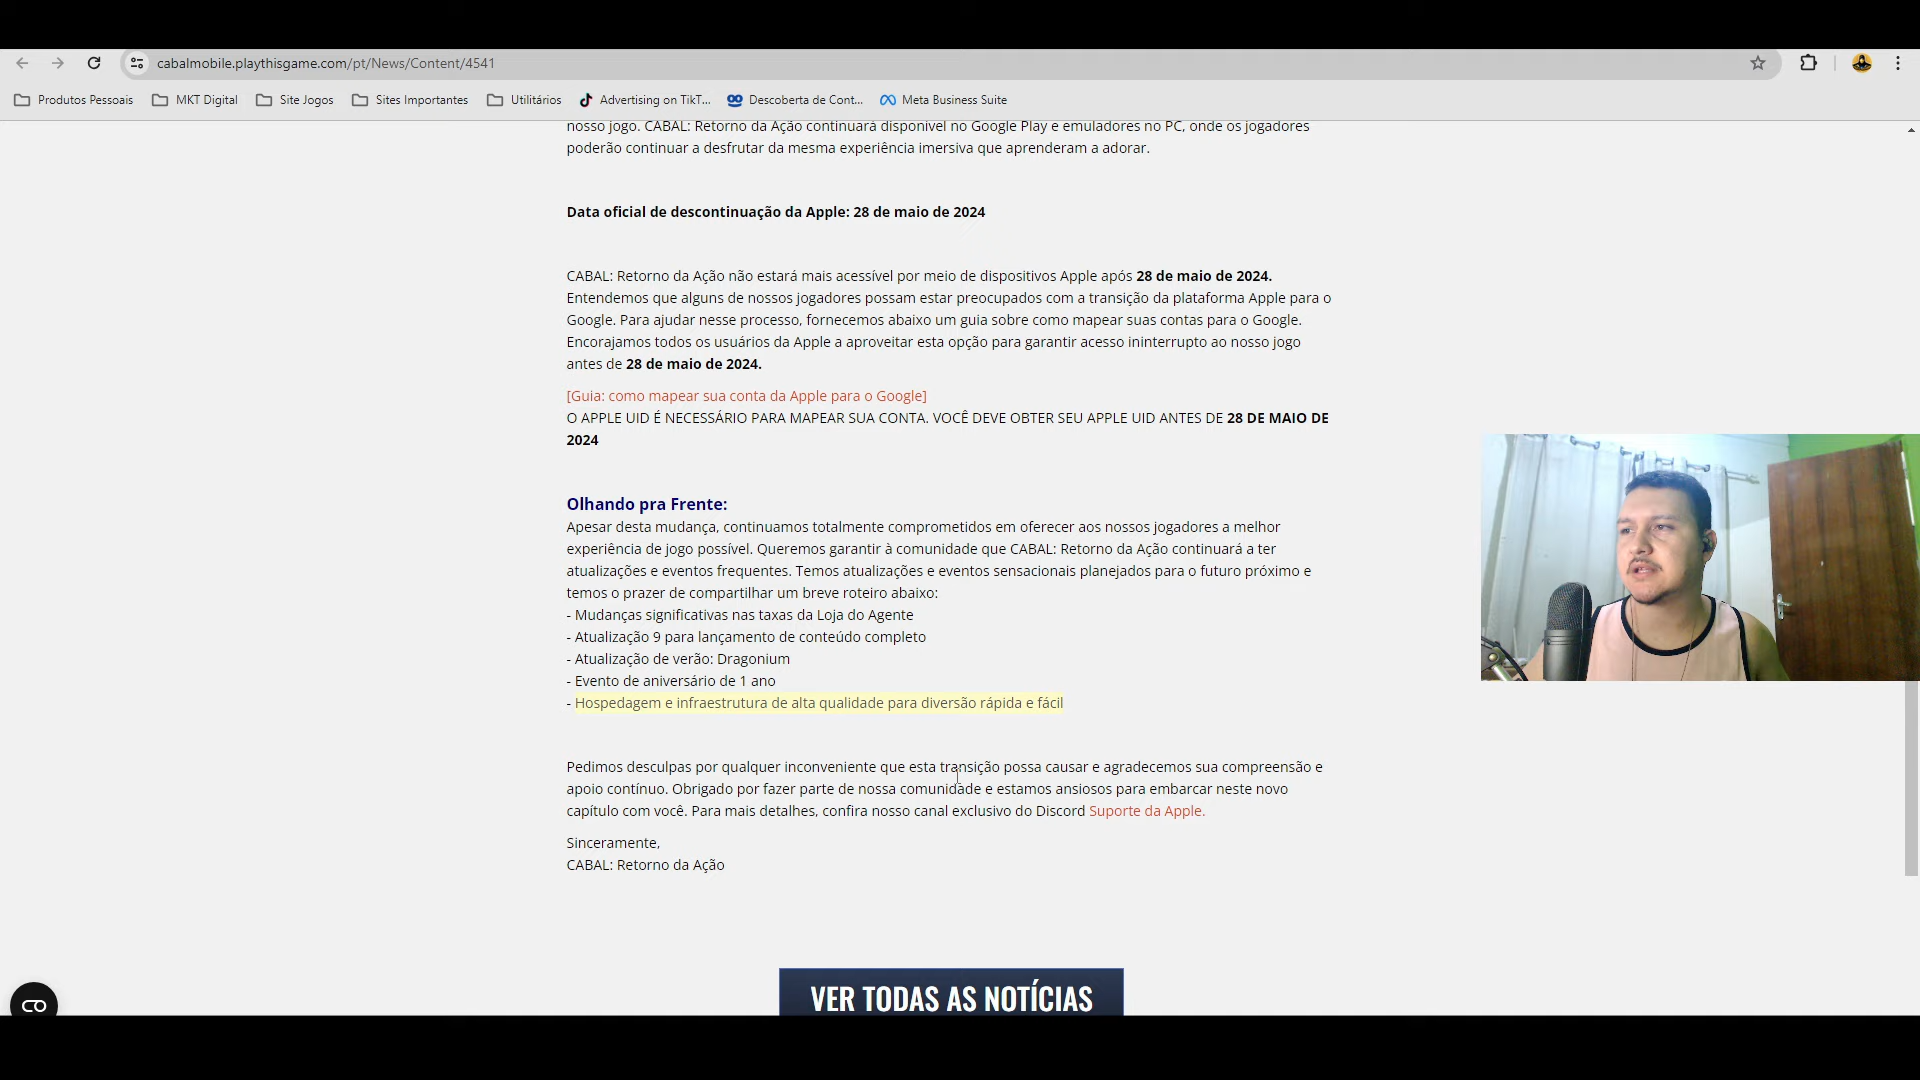 cabalmobile.playthisgame.com/pt/News/Content/4541
Produtos Pessoais
MKT Digital
Site Jogos
Sites Importantes
Utilitários
Advertising on TikT...
Descoberta de Cont...
Meta Business Suite
nosso jogo. CABAL: Retorno da Ação continuará disponível no Google Play e emuladores no PC, onde os jogadores
poderão continuar a desfrutar da mesma experiência imersiva que aprenderam a adorar.
Data oficial de descontinuação da Apple: 28 de maio de 2024
CABAL: Retorno da Ação não estará mais acessível por meio de dispositivos Apple após 28 de maio de 2024.
Entendemos que alguns de nossos jogadores possam estar preocupados com a transição da plataforma Apple para o
Google. Para ajudar nesse processo, fornecemos abaixo um guia sobre como mapear suas contas para o Google.
Encorajamos todos os usuários da Apple a aproveitar esta opção para garantir acesso ininterrupto ao nosso jogo
antes de 28 de maio de 2024.
[Guia: como mapear sua conta da Apple para o Google]
O APPLE UID É NECESSÁRIO PARA MAPEAR SUA CONTA. VOCÊ DEVE OBTER SEU APPLE UID ANTES DE 28 DE MAIO DE
2024
Olhando pra Frente:
Apesar desta mudança, continuamos totalmente comprometidos em oferecer aos nossos jogadores a melhor
experiência de jogo possível. Queremos garantir à comunidade que CABAL: Retorno da Ação continuará a ter
atualizações e eventos frequentes. Temos atualizações e eventos sensacionais planejados para o futuro próximo e
temos o prazer de compartilhar um breve roteiro abaixo:
- Mudanças significativas nas taxas da Loja do Agente
- Atualização 9 para lançamento de conteúdo completo
- Atualização de verão: Dragonium
- Evento de aniversário de 1 ano
- Hospedagem e infraestrutura de alta qualidade para diversão rápida e fácil
Pedimos desculpas por qualquer inconveniente que esta transição possa causar e agradecemos sua compreensão e
apoio contínuo. Obrigado por fazer parte de nossa comunidade e estamos ansiosos para embarcar neste novo
capítulo com você. Para mais detalhes, confira nosso canal exclusivo do Discord Suporte da Apple.
Sinceramente,
CABAL: Retorno da Ação
VER TODAS AS NOTÍCIAS